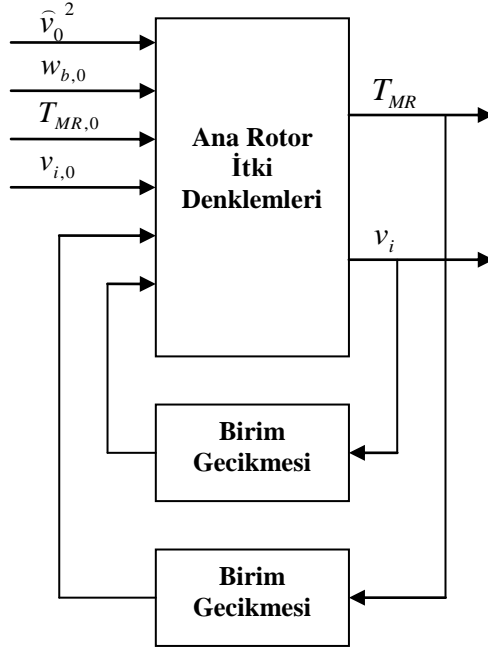 v̂₀²
w_{b,0}
T_{MR,0}
v_{i,0}
Ana Rotor
İtki
Denklemleri
T_{MR}
v_i
Birim
Gecikmesi
Birim
Gecikmesi